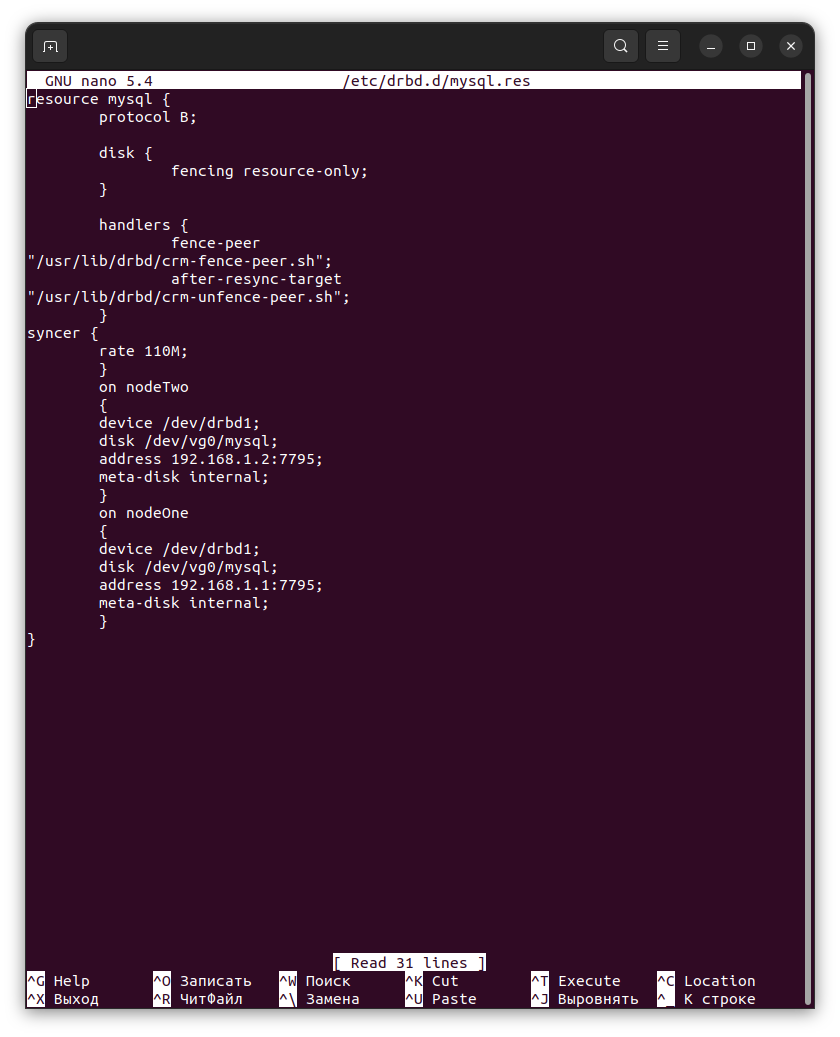 GNU nano 5.4 /etc/drbd.d/mysql.res
resource mysql {
protocol B;
disk {
fencing resource-only;
}
handlers {
fence-peer
"/usr/lib/drbd/crm-fence-peer.sh";
after-resync-target
"/usr/lib/drbd/crm-unfence-peer.sh";
}
syncer {
rate 110M;
}
on nodeTwo
{
device /dev/drbd1;
disk /dev/vg0/mysql;
address 192.168.1.2:7795;
meta-disk internal;
}
on nodeOne
{
device /dev/drbd1;
disk /dev/vg0/mysql;
address 192.168.1.1:7795;
meta-disk internal;
}
}
[ Read 31 lines ]
^G Help ^O Записать ^W Поиск ^K Cut ^T Execute ^C Location
^X Выход ^R ЧитФайл ^\ Замена ^U Paste ^J Выровнять ^_ К строке